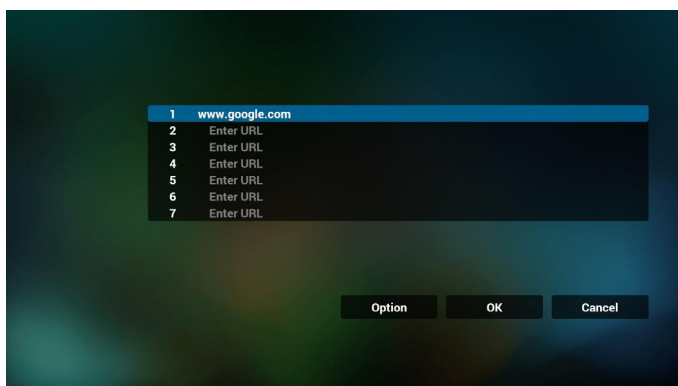 1 www.google.com
2 Enter URL
3 Enter URL
4 Enter URL
5 Enter URL
6 Enter URL
7 Enter URL
Option OK Cancel